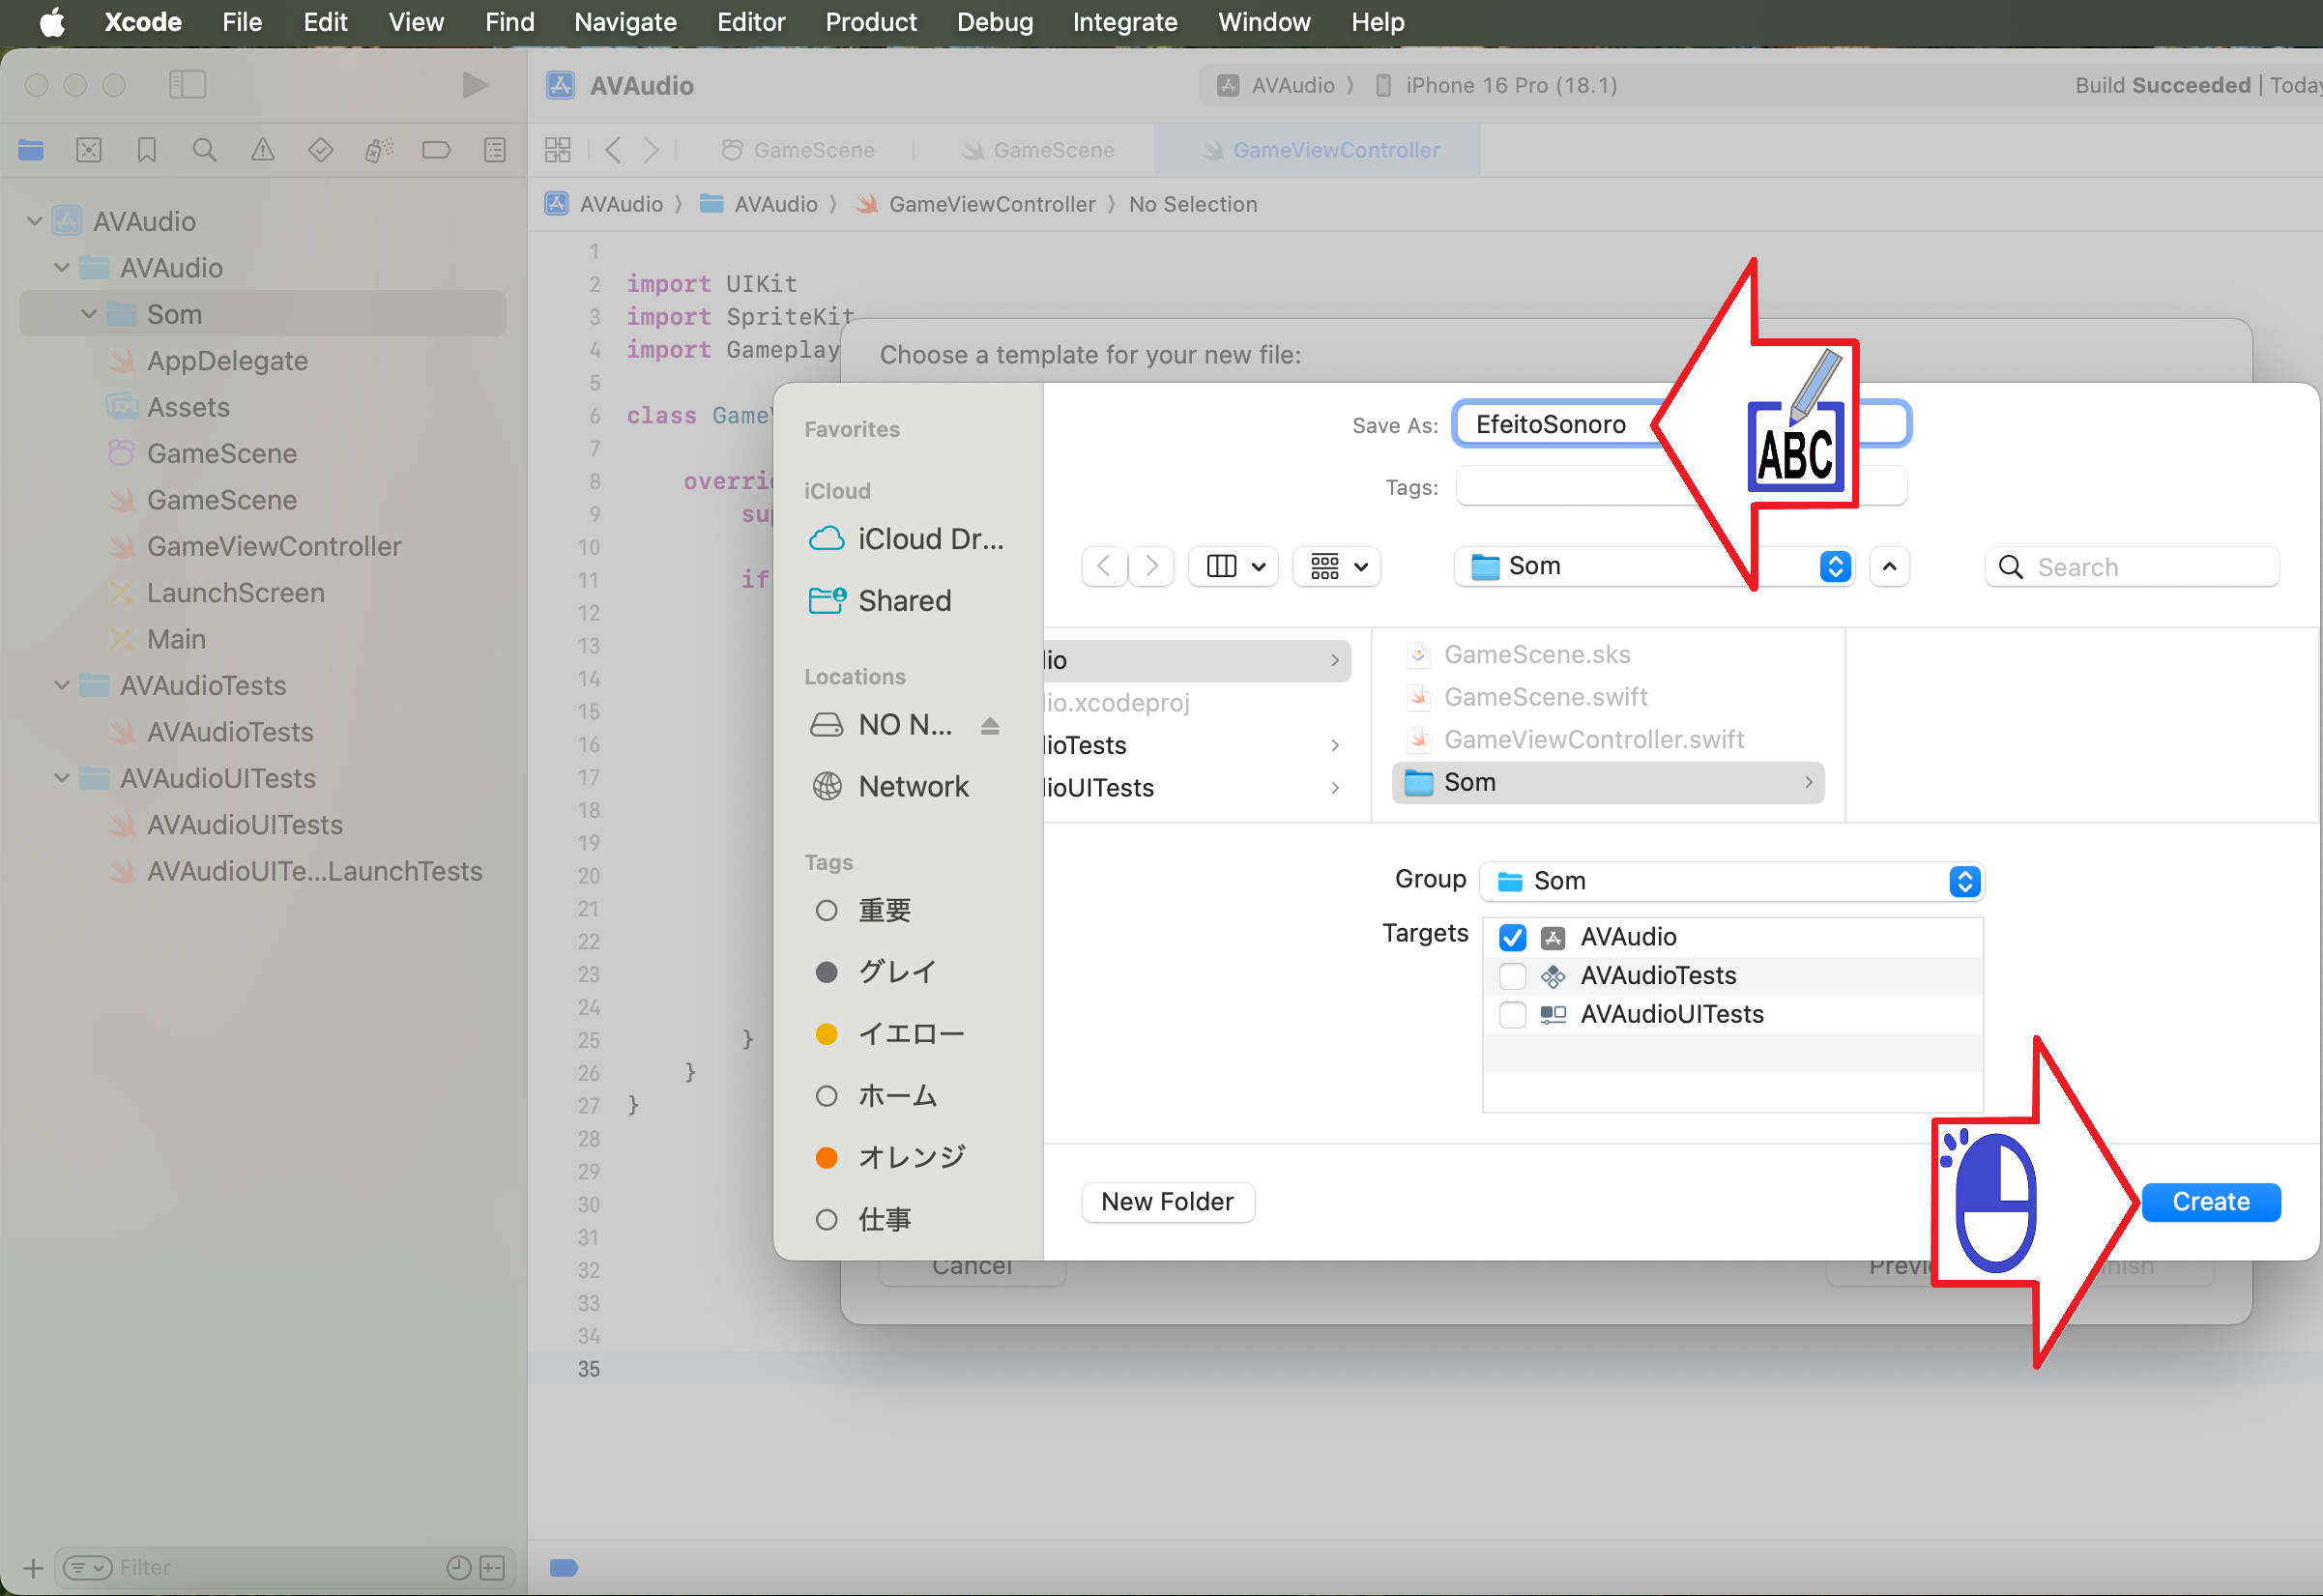 Xcode File Edit View Find Navigate Editor Product Debug Integrate Window Help
AVAudio
AVAudio 〉 iPhone 16 Pro (18.1)
Build Succeeded | Today
GameScene
GameScene
GameViewController
AVAudio 〉 AVAudio 〉 GameViewController 〉 No Selection
AVAudio
AVAudio
Som
AppDelegate
Assets
GameScene
GameScene
GameViewController
LaunchScreen
Main
AVAudioTests
AVAudioTests
AVAudioUITests
AVAudioUITests
AVAudioUITe...LaunchTests
Filter
1
2 import UIKit
3 import SpriteKit
4 import Gameplay
5
6 class Game
7
8 overri
9 su
10
11 if
12
13
14
15
16
17
18
19
20
21
22
23
24
25 }
26 }
27 }
28
29
30
31
32
33
34
35
Choose a template for your new file:
Favorites
iCloud
iCloud Dr...
Shared
Locations
NO N...
Network
Tags
重要
グレイ
イエロー
ホーム
オレンジ
仕事
Save As: EfeitoSonoro
ABC
Tags:
Som
Search
io
io.xcodeproj
ioTests
ioUITests
GameScene.sks
GameScene.swift
GameViewController.swift
Som
Group Som
Targets
AVAudio
AVAudioTests
AVAudioUITests
New Folder
Create
Cancel